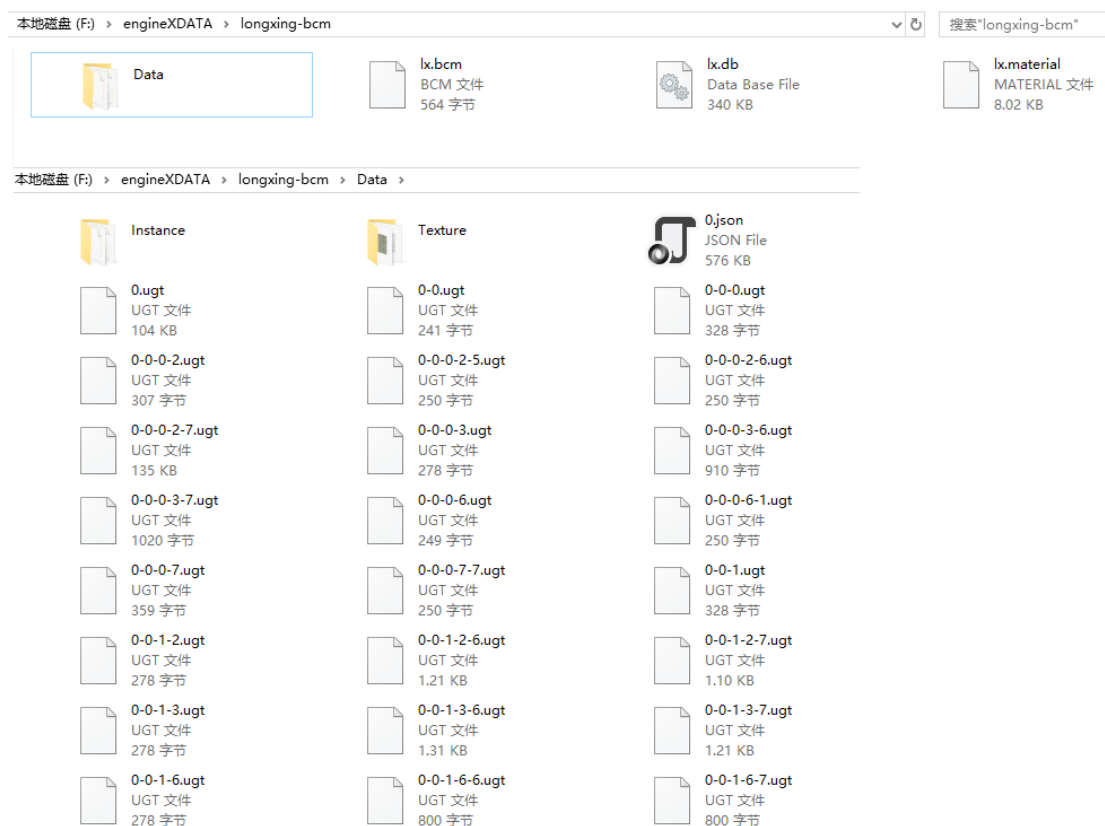 本地磁盘 (F:) › engineXDATA › longxing-bcm
搜索"longxing-bcm"
Data
lx.bcm
BCM 文件
564 字节
lx.db
Data Base File
340 KB
lx.material
MATERIAL 文件
8.02 KB
本地磁盘 (F:) › engineXDATA › longxing-bcm › Data ›
Instance
Texture
0.json
JSON File
576 KB
0.ugt
UGT 文件
104 KB
0-0.ugt
UGT 文件
241 字节
0-0-0.ugt
UGT 文件
328 字节
0-0-0-2.ugt
UGT 文件
307 字节
0-0-0-2-5.ugt
UGT 文件
250 字节
0-0-0-2-6.ugt
UGT 文件
250 字节
0-0-0-2-7.ugt
UGT 文件
135 KB
0-0-0-3.ugt
UGT 文件
278 字节
0-0-0-3-6.ugt
UGT 文件
910 字节
0-0-0-3-7.ugt
UGT 文件
1020 字节
0-0-0-6.ugt
UGT 文件
249 字节
0-0-0-6-1.ugt
UGT 文件
250 字节
0-0-0-7.ugt
UGT 文件
359 字节
0-0-0-7-7.ugt
UGT 文件
250 字节
0-0-1.ugt
UGT 文件
328 字节
0-0-1-2.ugt
UGT 文件
278 字节
0-0-1-2-6.ugt
UGT 文件
1.21 KB
0-0-1-2-7.ugt
UGT 文件
1.10 KB
0-0-1-3.ugt
UGT 文件
278 字节
0-0-1-3-6.ugt
UGT 文件
1.31 KB
0-0-1-3-7.ugt
UGT 文件
1.21 KB
0-0-1-6.ugt
UGT 文件
278 字节
0-0-1-6-6.ugt
UGT 文件
800 字节
0-0-1-6-7.ugt
UGT 文件
800 字节